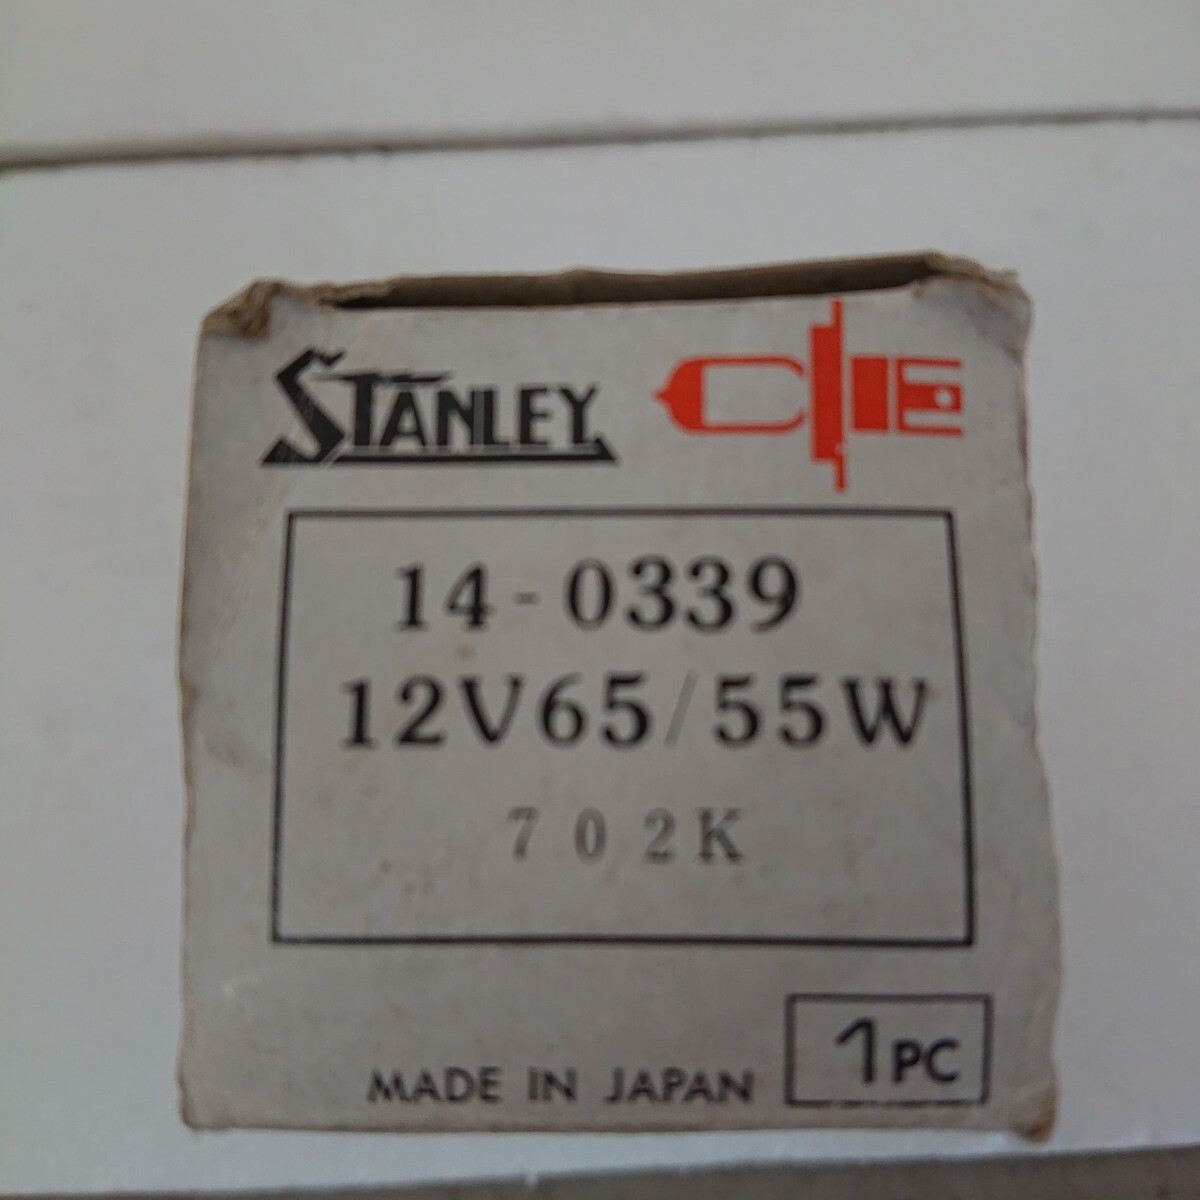 STANLEY
14-0339
12V65/55W
702K
MADE IN JAPAN
1PC